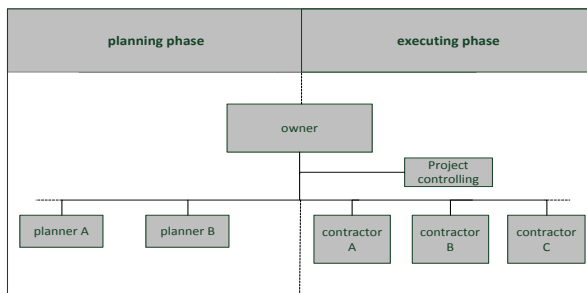 planning phase
executing phase
owner
Project
controlling
planner A
planner B
contractor
A
contractor
B
contractor
C